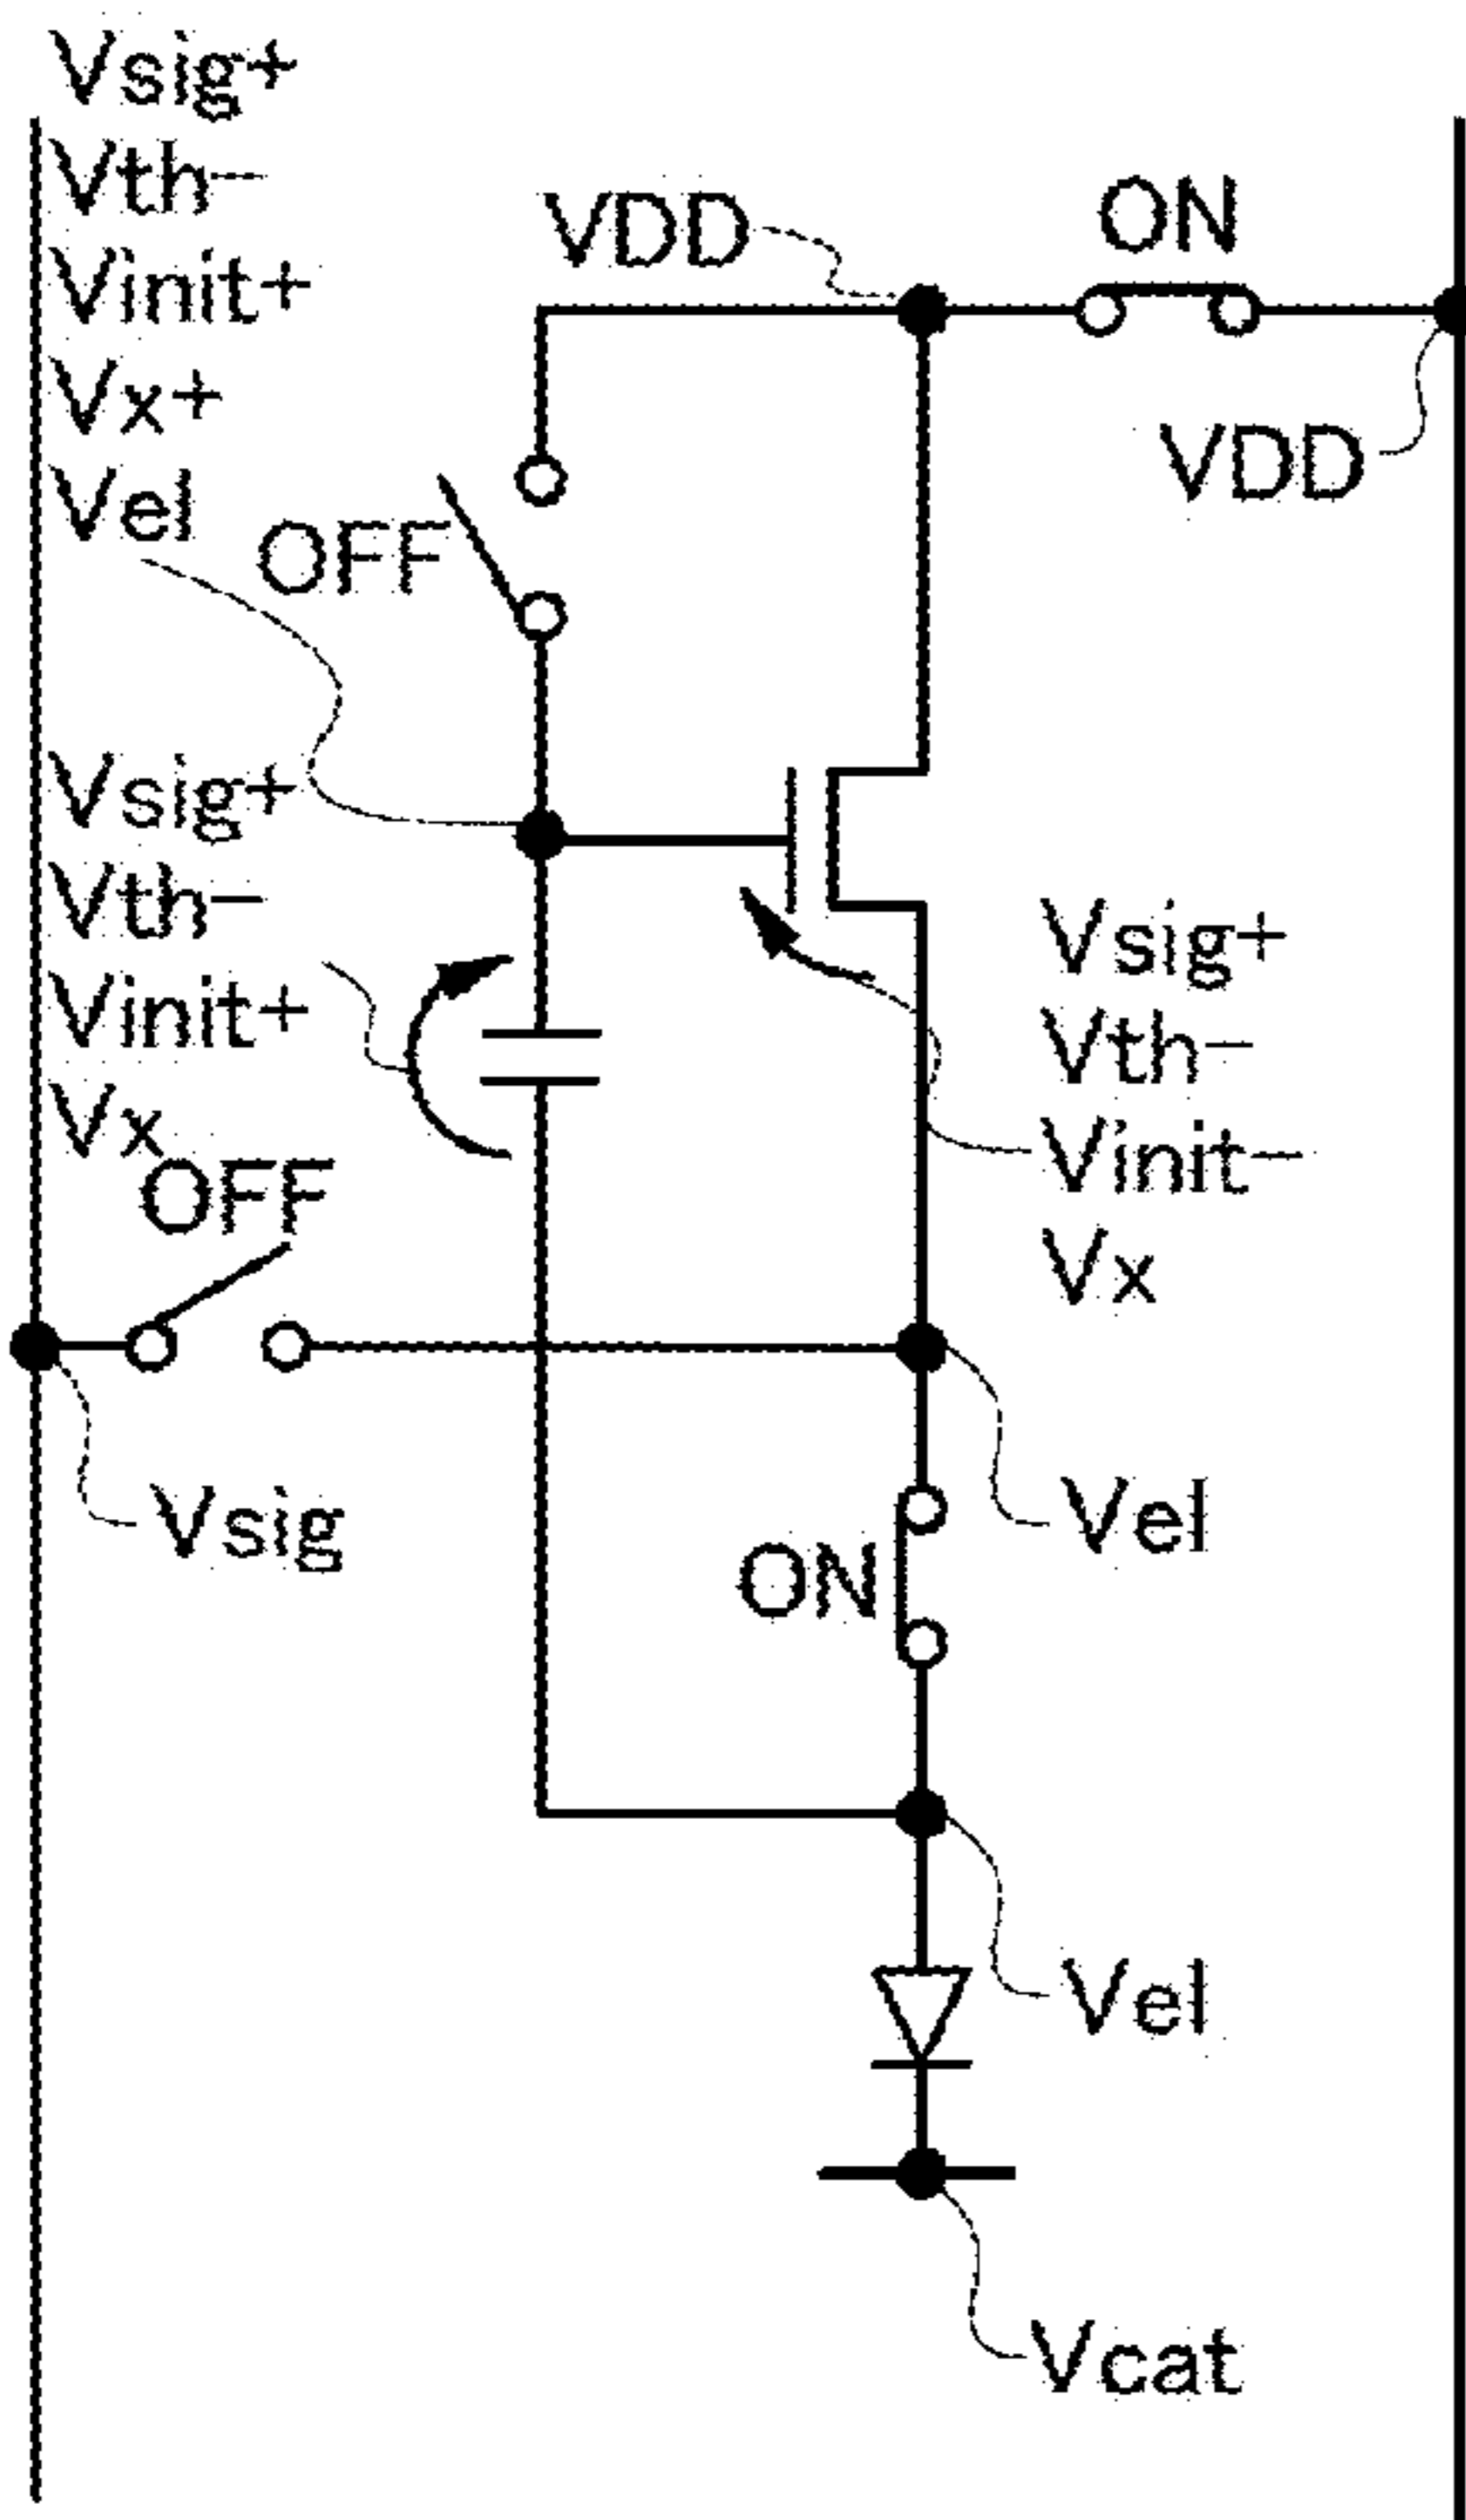 Vsig+
Vth−
Vinit+
Vx+
Vel
VDD
ON
VDD
OFF
Vsig+
Vth−
Vinit+
Vx
OFF
Vsig+
Vth−
Vinit−
Vx
Vsig
Vel
ON
Vel
Vcat